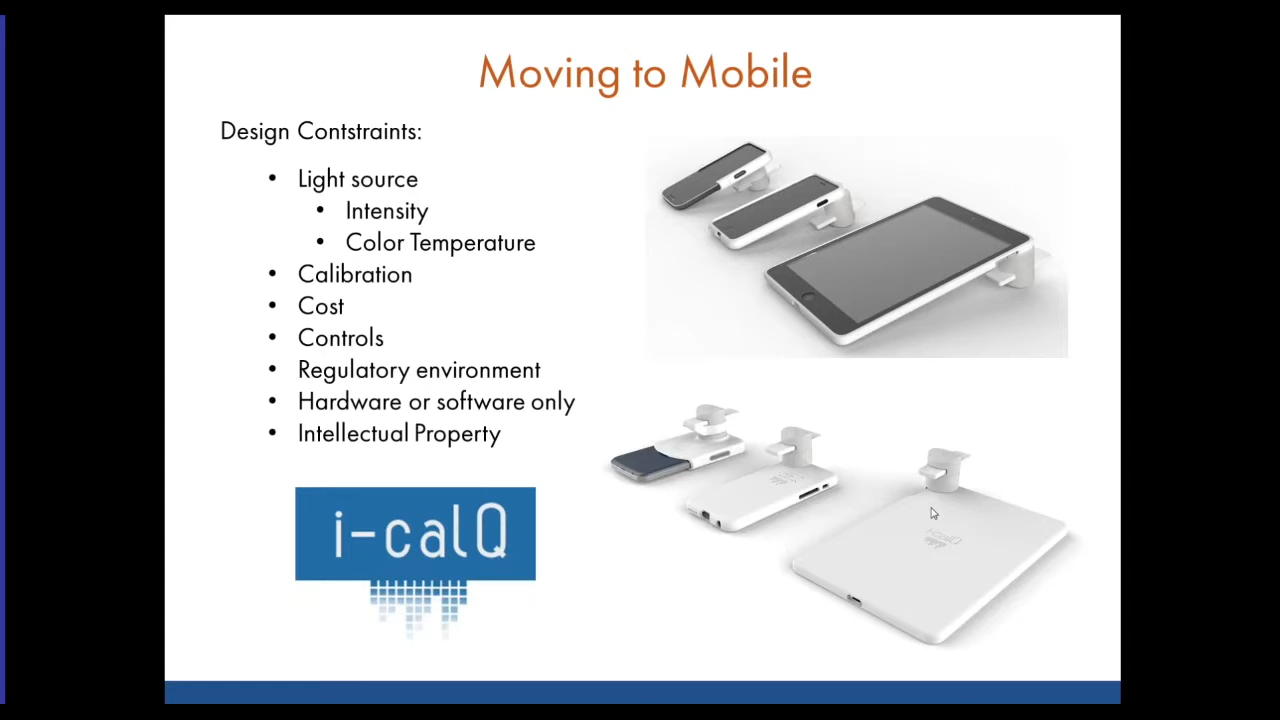 Moving to Mobile
Design Contstraints:
• Light source
• Intensity
• Color Temperature
• Calibration
• Cost
• Controls
• Regulatory environment
• Hardware or software only
• Intellectual Property
i-calQ
i-calQ